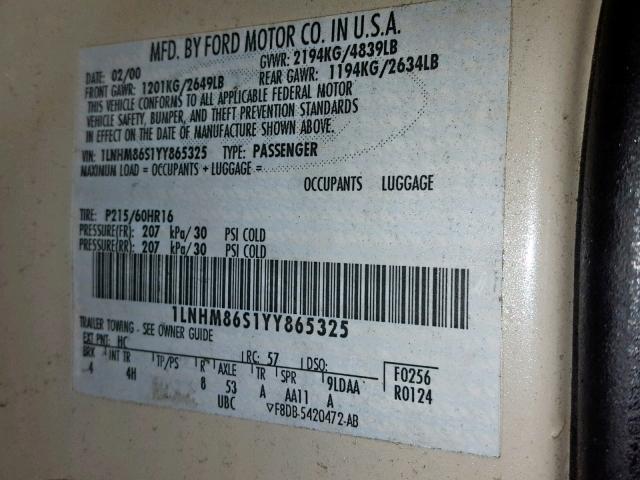 MFD. BY FORD MOTOR CO. IN U.S.A.
DATE: 02/00 GVWR: 2194KG/4839LB
FRONT GAWR: 1201KG/2649LB REAR GAWR: 1194KG/2634LB
THIS VEHICLE CONFORMS TO ALL APPLICABLE FEDERAL MOTOR
VEHICLE SAFETY, BUMPER, AND THEFT PREVENTION STANDARDS
IN EFFECT ON THE DATE OF MANUFACTURE SHOWN ABOVE.
VIN: 1LNHM86S1YY865325 TYPE: PASSENGER
MAXIMUM LOAD = OCCUPANTS + LUGGAGE =
OCCUPANTS LUGGAGE
TIRE: P215/60HR16
PRESSURE(FR): 207 kPa/30 PSI COLD
PRESSURE(RR): 207 kPa/30 PSI COLD
1LNHM86S1YY865325
TRAILER TOWING - SEE OWNER GUIDE
EXT PNT: HC RC: 57 DSO:
BRK INT TR TP/PS R AXLE TR SPR 9LDAA F0256
4 4H 8 53 A AA11 A R0124
UBC ▽F8DB-5420472-AB